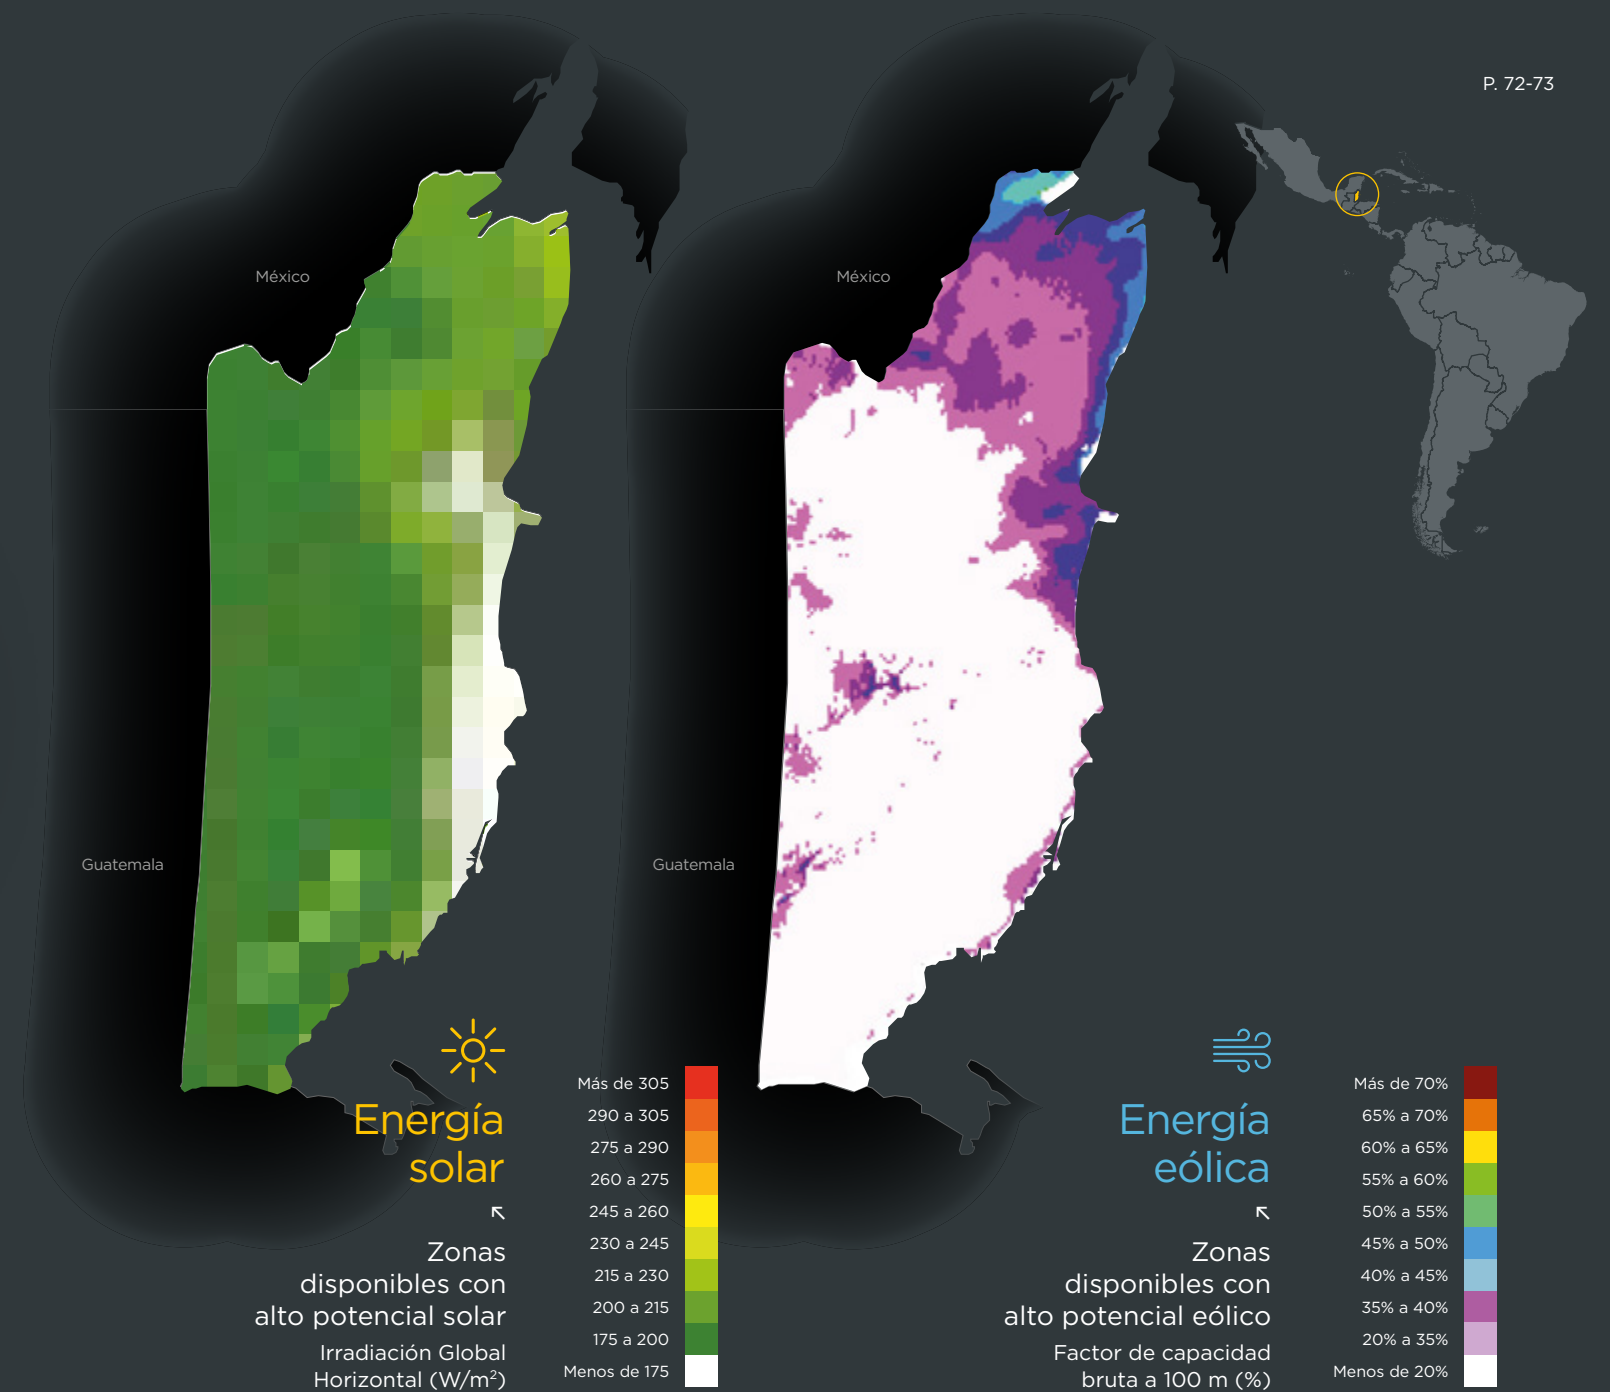 P. 72-73
México
México
Guatemala
Guatemala
Energía
solar
↖
Zonas
disponibles con
alto potencial solar
Irradiación Global
Horizontal (W/m²)
Más de 305
290 a 305
275 a 290
260 a 275
245 a 260
230 a 245
215 a 230
200 a 215
175 a 200
Menos de 175
Energía
eólica
↖
Zonas
disponibles con
alto potencial eólico
Factor de capacidad
bruta a 100 m (%)
Más de 70%
65% a 70%
60% a 65%
55% a 60%
50% a 55%
45% a 50%
40% a 45%
35% a 40%
20% a 35%
Menos de 20%